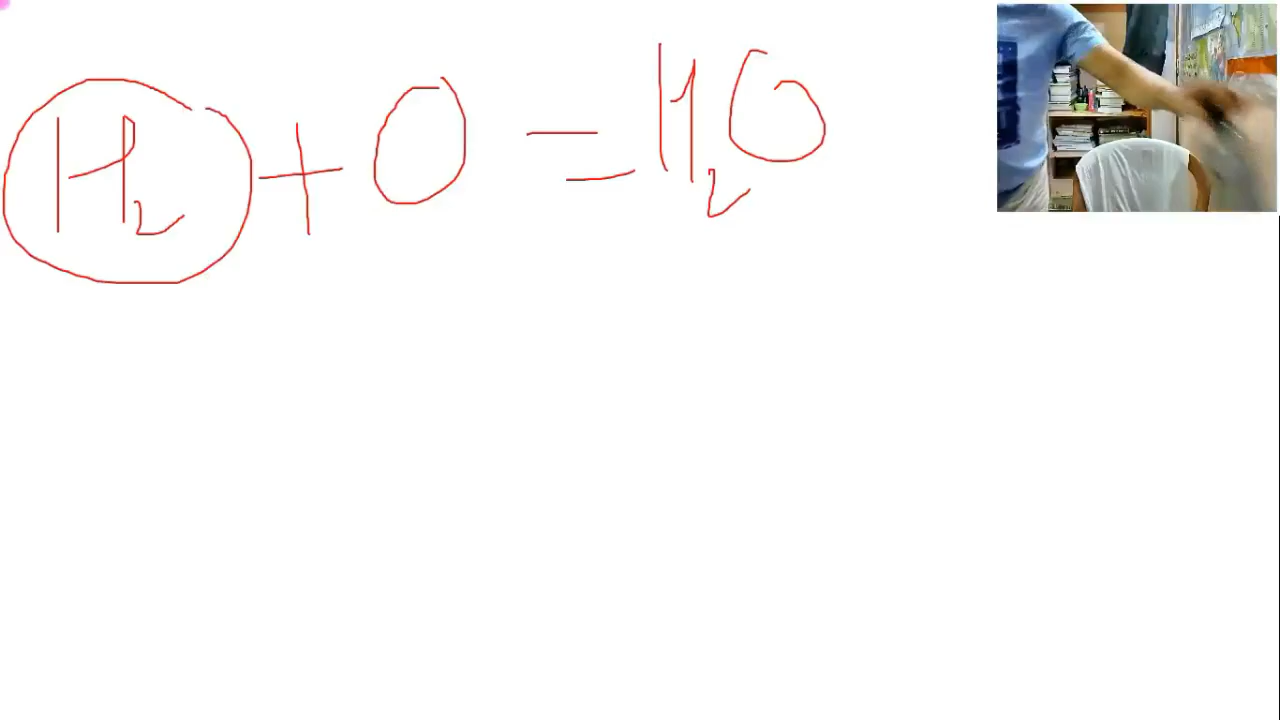 H₂ + O = H₂O